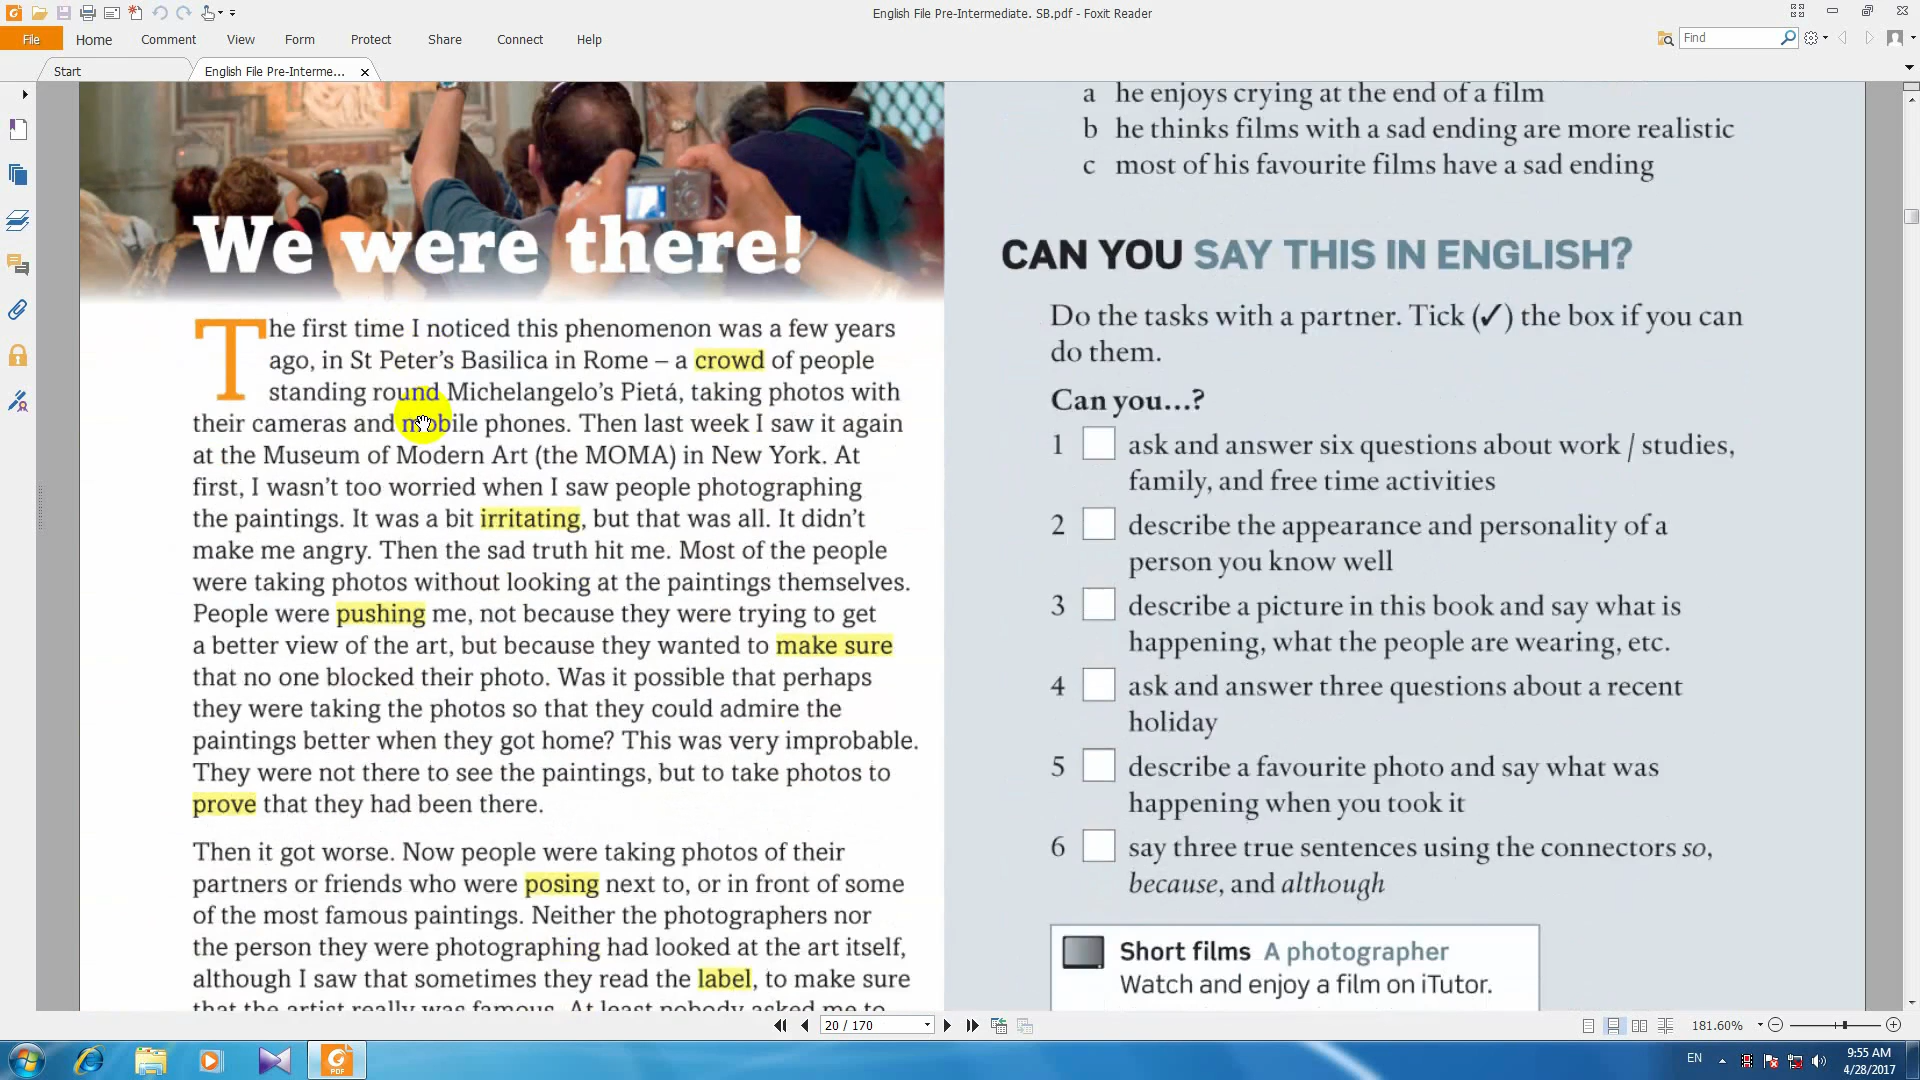 English File Pre-Intermediate. SB.pdf - Foxit Reader
File Home Comment View Form Protect Share Connect Help
Find
Start
English File Pre-Interme...
We were there!
The first time I noticed this phenomenon was a few years
ago, in St Peter's Basilica in Rome – a crowd of people
standing round Michelangelo's Pietá, taking photos with
their cameras and mobile phones. Then last week I saw it again
at the Museum of Modern Art (the MOMA) in New York. At
first, I wasn't too worried when I saw people photographing
the paintings. It was a bit irritating, but that was all. It didn't
make me angry. Then the sad truth hit me. Most of the people
were taking photos without looking at the paintings themselves.
People were pushing me, not because they were trying to get
a better view of the art, but because they wanted to make sure
that no one blocked their photo. Was it possible that perhaps
they were taking the photos so that they could admire the
paintings better when they got home? This was very improbable.
They were not there to see the paintings, but to take photos to
prove that they had been there.
Then it got worse. Now people were taking photos of their
partners or friends who were posing next to, or in front of some
of the most famous paintings. Neither the photographers nor
the person they were photographing had looked at the art itself,
although I saw that sometimes they read the label, to make sure
that the artist really was famous. At least nobody asked me to
a he enjoys crying at the end of a film
b he thinks films with a sad ending are more realistic
c most of his favourite films have a sad ending
CAN YOU SAY THIS IN ENGLISH?
Do the tasks with a partner. Tick (✓) the box if you can
do them.
Can you...?
1 ask and answer six questions about work / studies,
family, and free time activities
2 describe the appearance and personality of a
person you know well
3 describe a picture in this book and say what is
happening, what the people are wearing, etc.
4 ask and answer three questions about a recent
holiday
5 describe a favourite photo and say what was
happening when you took it
6 say three true sentences using the connectors so,
because, and although
Short films A photographer
Watch and enjoy a film on iTutor.
20 / 170
181.60%
PDF
EN
9:55 AM
4/28/2017